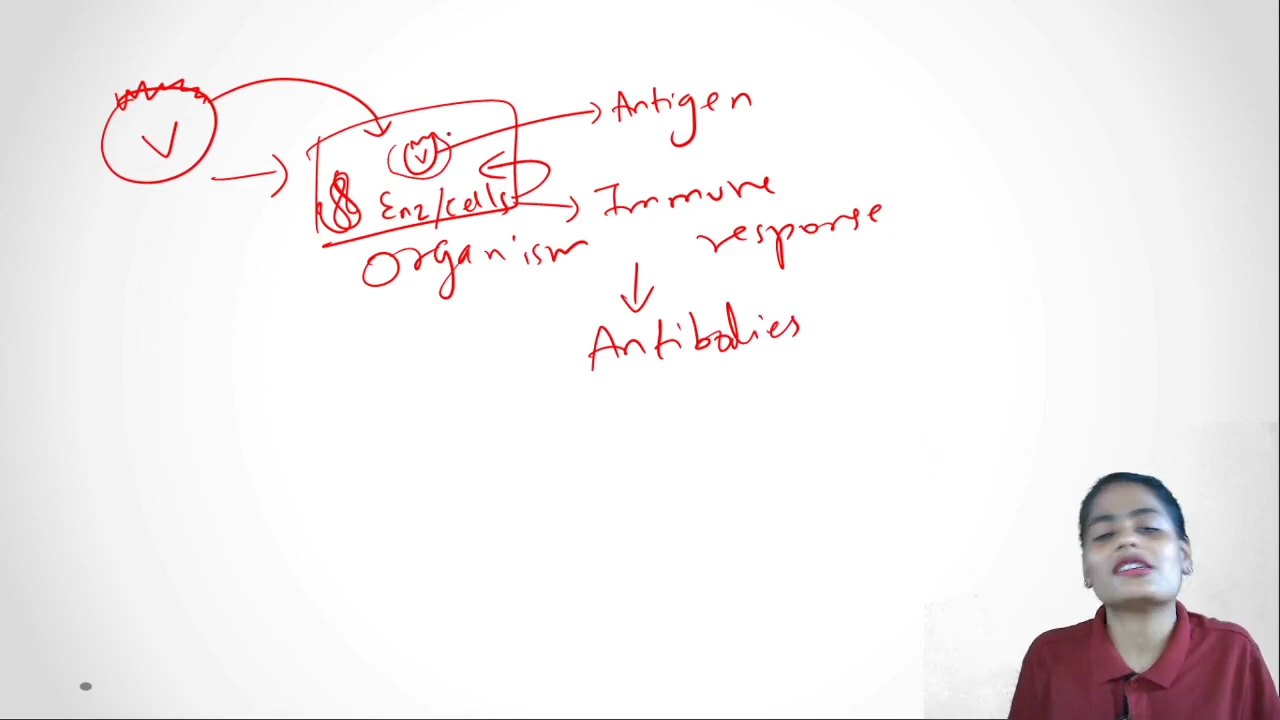 V
Antigen
V
Enz/cells
Immune
response
Organism
Antibodies